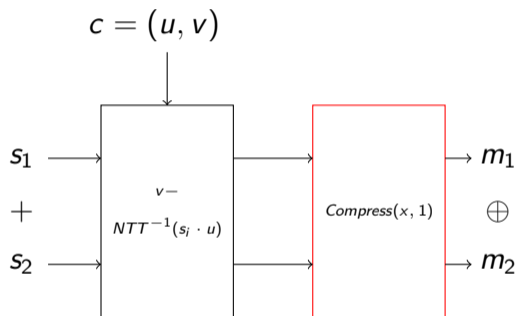 c = (u, v)
s₁ m₁
v−
+ NTT⁻¹(sᵢ · u) Compress(x, 1) ⊕
s₂ m₂